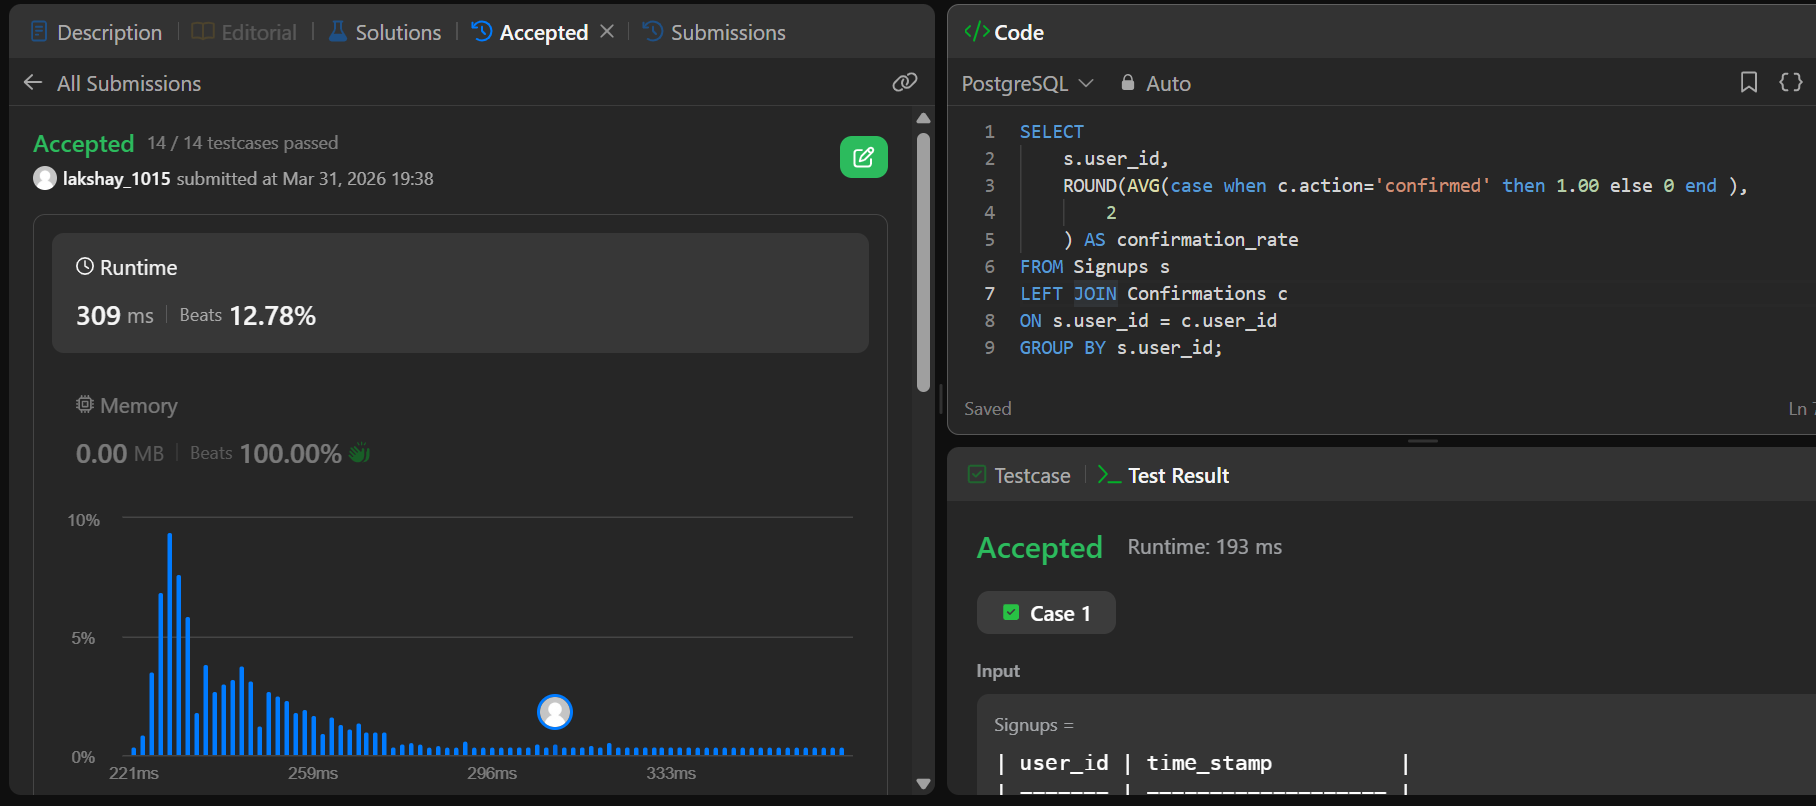 Description
Editorial
Solutions
Accepted
Submissions
All Submissions
Accepted 14 / 14 testcases passed
lakshay_1015 submitted at Mar 31, 2026 19:38
Runtime
309 ms Beats 12.78%
Memory
0.00 MB Beats 100.00%
10%
5%
0%
221ms 259ms 296ms 333ms
</> Code
PostgreSQL Auto {}
1 SELECT
2 s.user_id,
3 ROUND(AVG(case when c.action='confirmed' then 1.00 else 0 end ),
4 2
5 ) AS confirmation_rate
6 FROM Signups s
7 LEFT JOIN Confirmations c
8 ON s.user_id = c.user_id
9 GROUP BY s.user_id;
Saved Ln
Testcase
Test Result
Accepted Runtime: 193 ms
Case 1
Input
Signups =
| user_id | time_stamp |